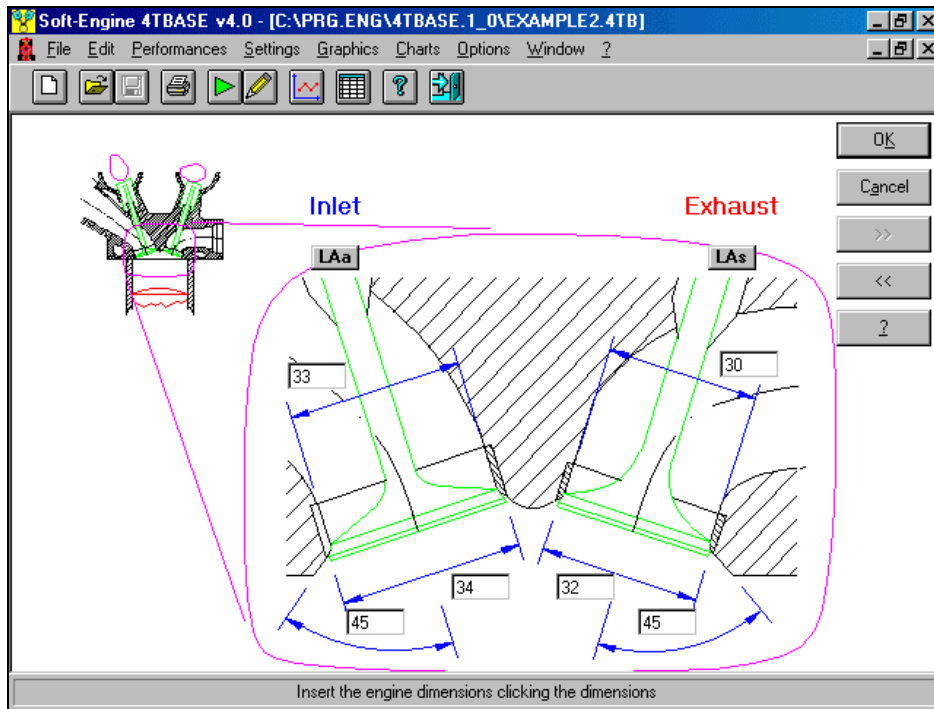 Soft-Engine 4TBASE v4.0 - [C:\PRG.ENG\4TBASE.1_0\EXAMPLE2.4TB]
File Edit Performances Settings Graphics Charts Options Window ?
OK
Cancel
>>
<<
?
Inlet Exhaust
LAa LAs
33 30
34 32
45 45
Insert the engine dimensions clicking the dimensions